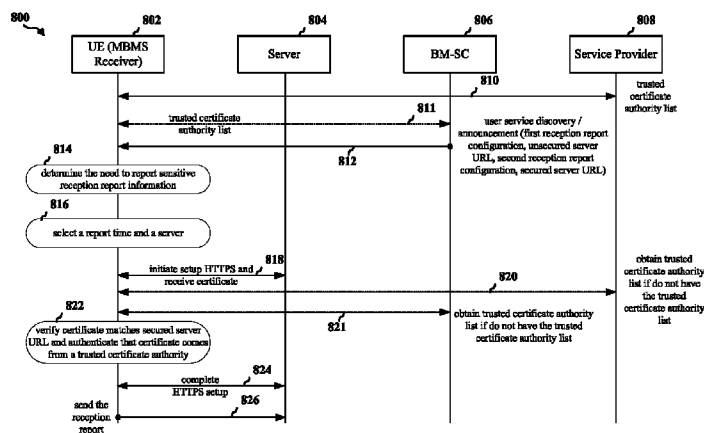 800
802
804
806
808
UE (MBMS
Receiver)
Server
BM-SC
Service Provider
810
trusted
certificate
authority list
811
trusted certificate
authority list
user service discovery /
announcement (first reception report
configuration, unsecured server
URL, second reception report
configuration, secured server URL)
812
814
determine the need to report sensitive
reception report information
816
select a report time and a server
818
initiate setup HTTPS and
receive certificate
820
obtain trusted
certificate authority
list if do not have
the trusted
certificate authority
list
822
821
verify certificate matches secured server
URL and authenticate that certificate comes
from a trusted certificate authority
obtain trusted certificate authority
list if do not have the trusted
certificate authority list
824
complete
HTTPS setup
826
send the
reception
report